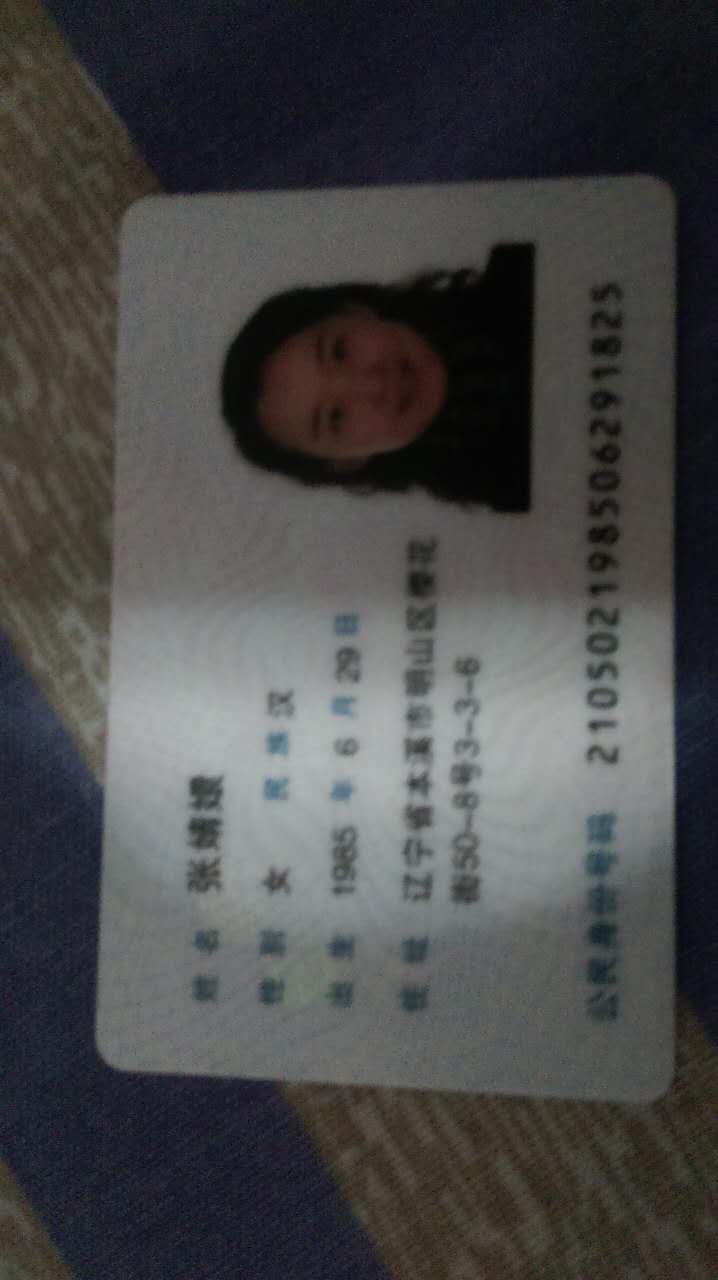 姓名 张婧娥
性别 女 民族 汉
出生 1985 年 6 月 29 日
住址 辽宁省本溪市明山区樱花
街50-8号3-3-6
公民身份号码 210502198506291825